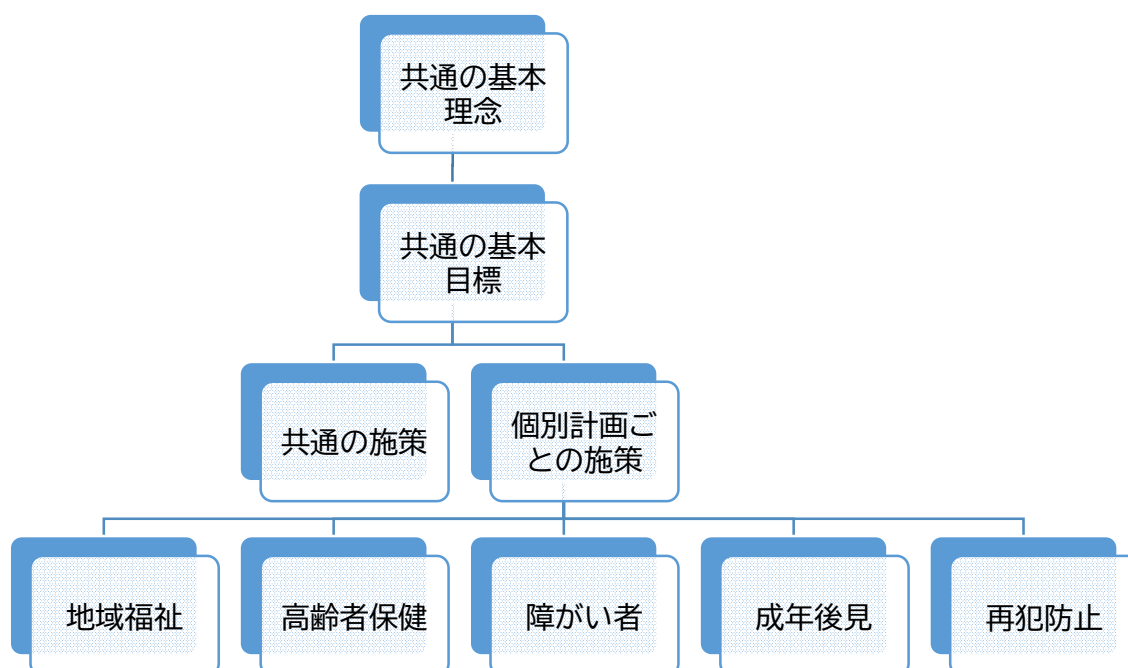 共通の基本
理念
共通の基本
目標
共通の施策
個別計画ご
との施策
地域福祉
高齢者保健
障がい者
成年後見
再犯防止